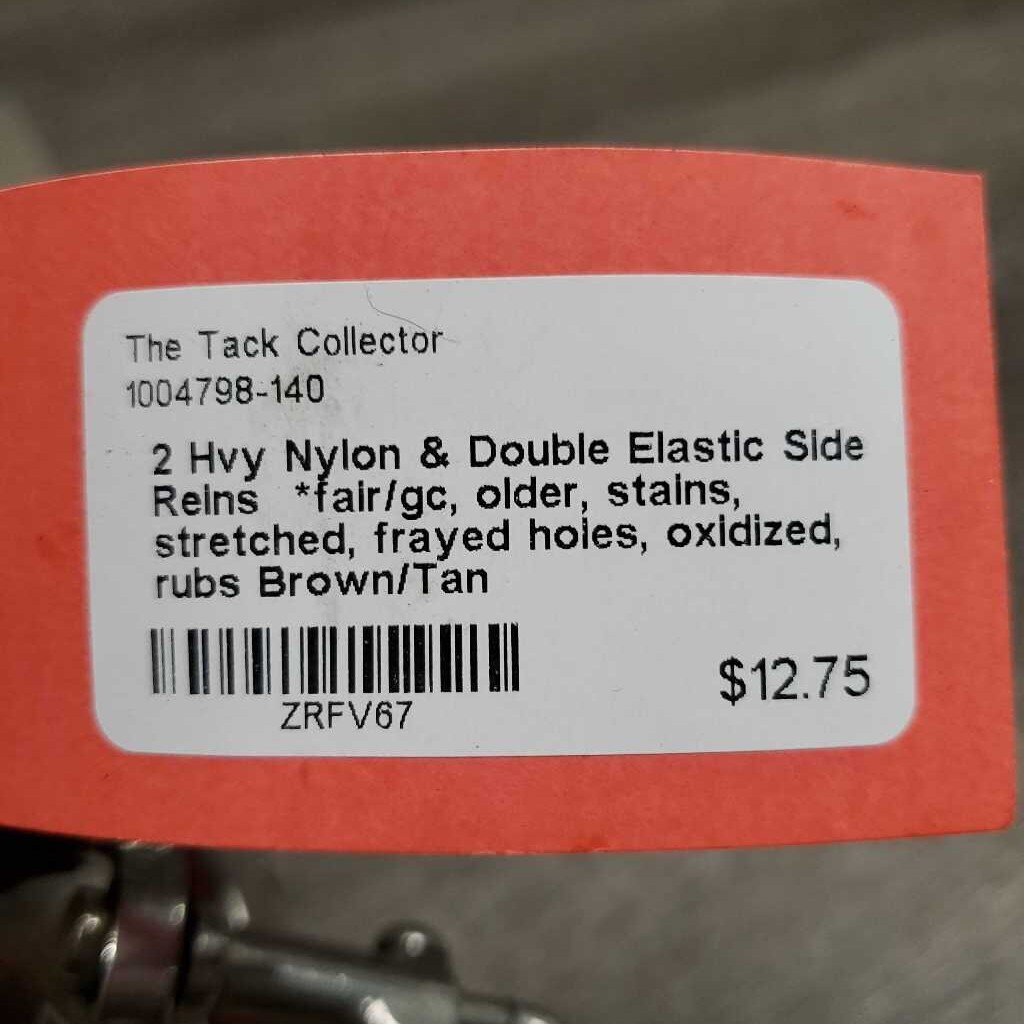 The Tack Collector
1004798-140
2 Hvy Nylon & Double Elastic Side
Reins *fair/gc, older, stains,
stretched, frayed holes, oxidized,
rubs Brown/Tan
ZRFV67
$12.75